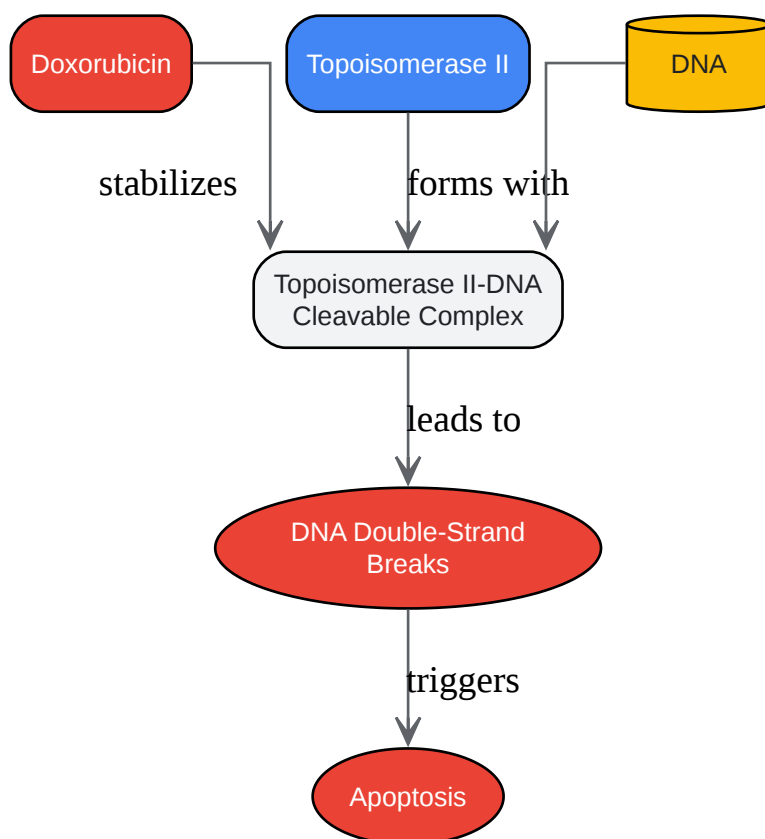 Doxorubicin
Topoisomerase II
DNA
stabilizes
forms with
Topoisomerase II-DNA
Cleavable Complex
leads to
DNA Double-Strand
Breaks
triggers
Apoptosis